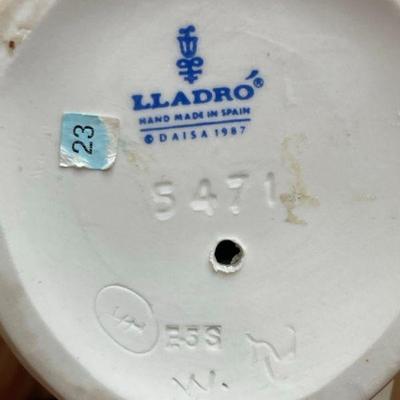 LLADRÓ®
HAND MADE IN SPAIN
© DAISA 1987
23
5471
E3S
W.